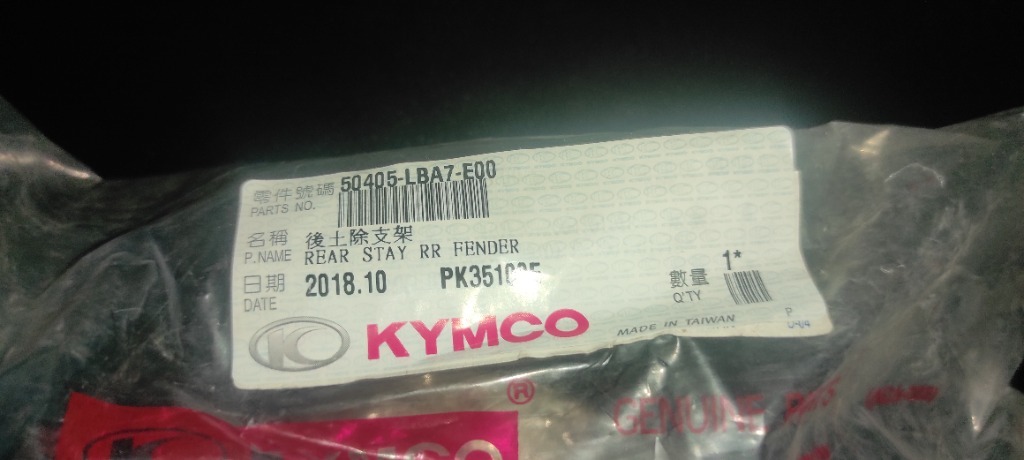 零件號碼 50405-LBA7-E00
PARTS NO.
名稱 後土除支架
P.NAME REAR STAY RR FENDER
日期 2018.10
DATE
數量 1*
Q'TY
KYMCO
MADE IN TAIWAN
P
®
GENUINE